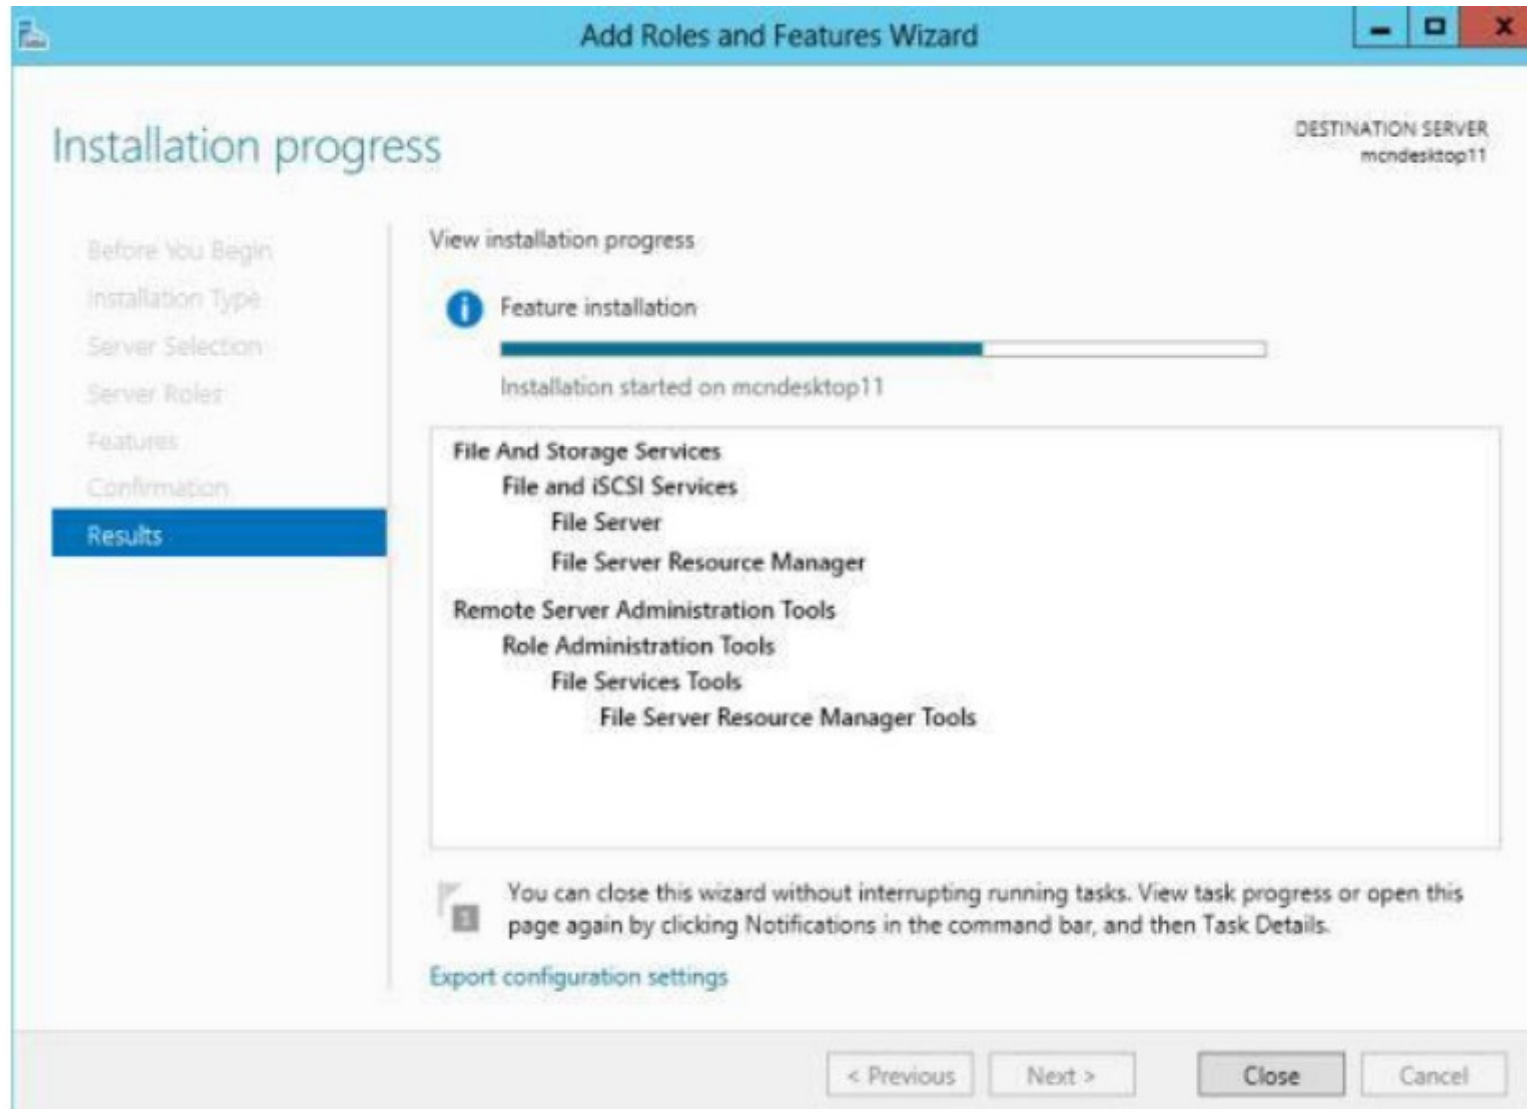 Add Roles and Features Wizard
Installation progress
DESTINATION SERVER
mcndesktop11
Before You Begin
Installation Type
Server Selection
Server Roles
Features
Confirmation
Results
View installation progress
Feature installation
Installation started on mcndesktop11
File And Storage Services
File and iSCSI Services
File Server
File Server Resource Manager
Remote Server Administration Tools
Role Administration Tools
File Services Tools
File Server Resource Manager Tools
1
You can close this wizard without interrupting running tasks. View task progress or open this
page again by clicking Notifications in the command bar, and then Task Details.
Export configuration settings
< Previous
Next >
Close
Cancel